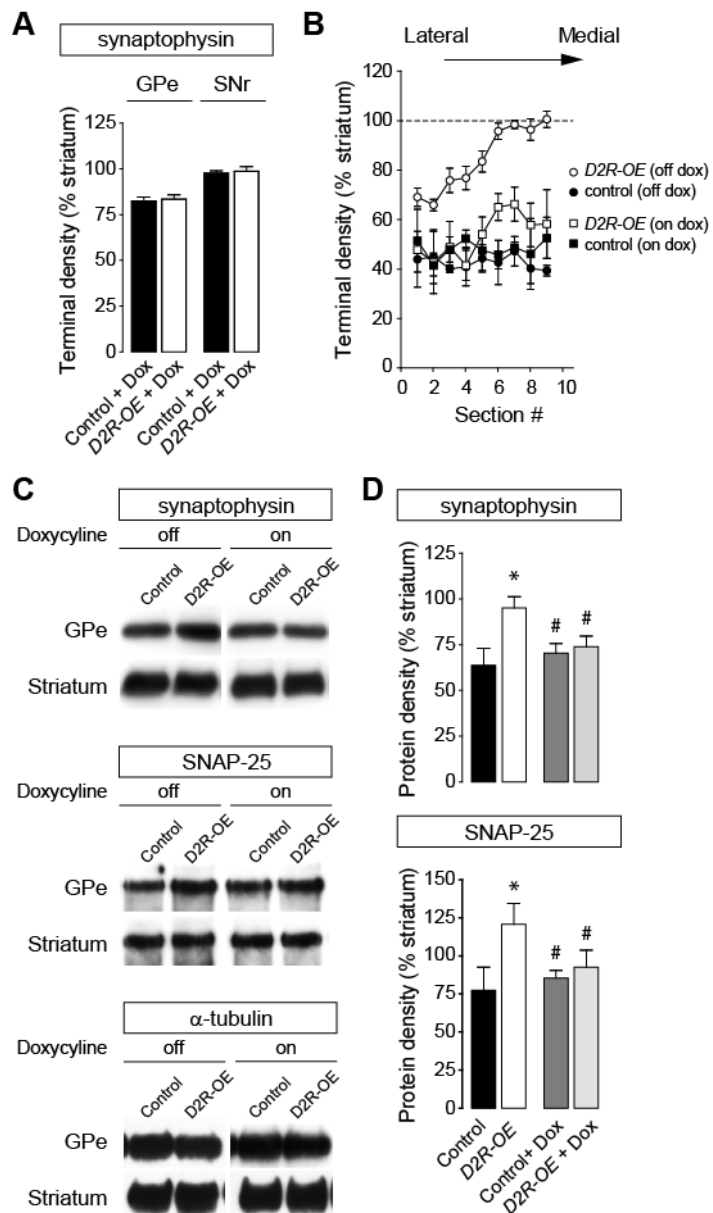 A
synaptophysin
GPe SNr
Terminal density (% striatum)
125
100
75
50
25
0
Control + Dox
D2R-OE + Dox
Control + Dox
D2R-OE + Dox
B
Lateral Medial
Terminal density (% striatum)
120
100
80
60
40
20
0
0 2 4 6 8 10
Section #
D2R-OE (off dox)
control (off dox)
D2R-OE (on dox)
control (on dox)
C
synaptophysin
Doxycyline off on
Control D2R-OE Control D2R-OE
GPe
Striatum
SNAP-25
Doxycyline off on
Control D2R-OE Control D2R-OE
GPe
Striatum
α-tubulin
Doxycyline off on
Control D2R-OE Control D2R-OE
GPe
Striatum
D
synaptophysin
Protein density (% striatum)
125
100
75
50
25
0
* # #
SNAP-25
Protein density (% striatum)
150
125
100
75
50
25
0
* # #
Control
D2R-OE
Control+ Dox
D2R-OE + Dox